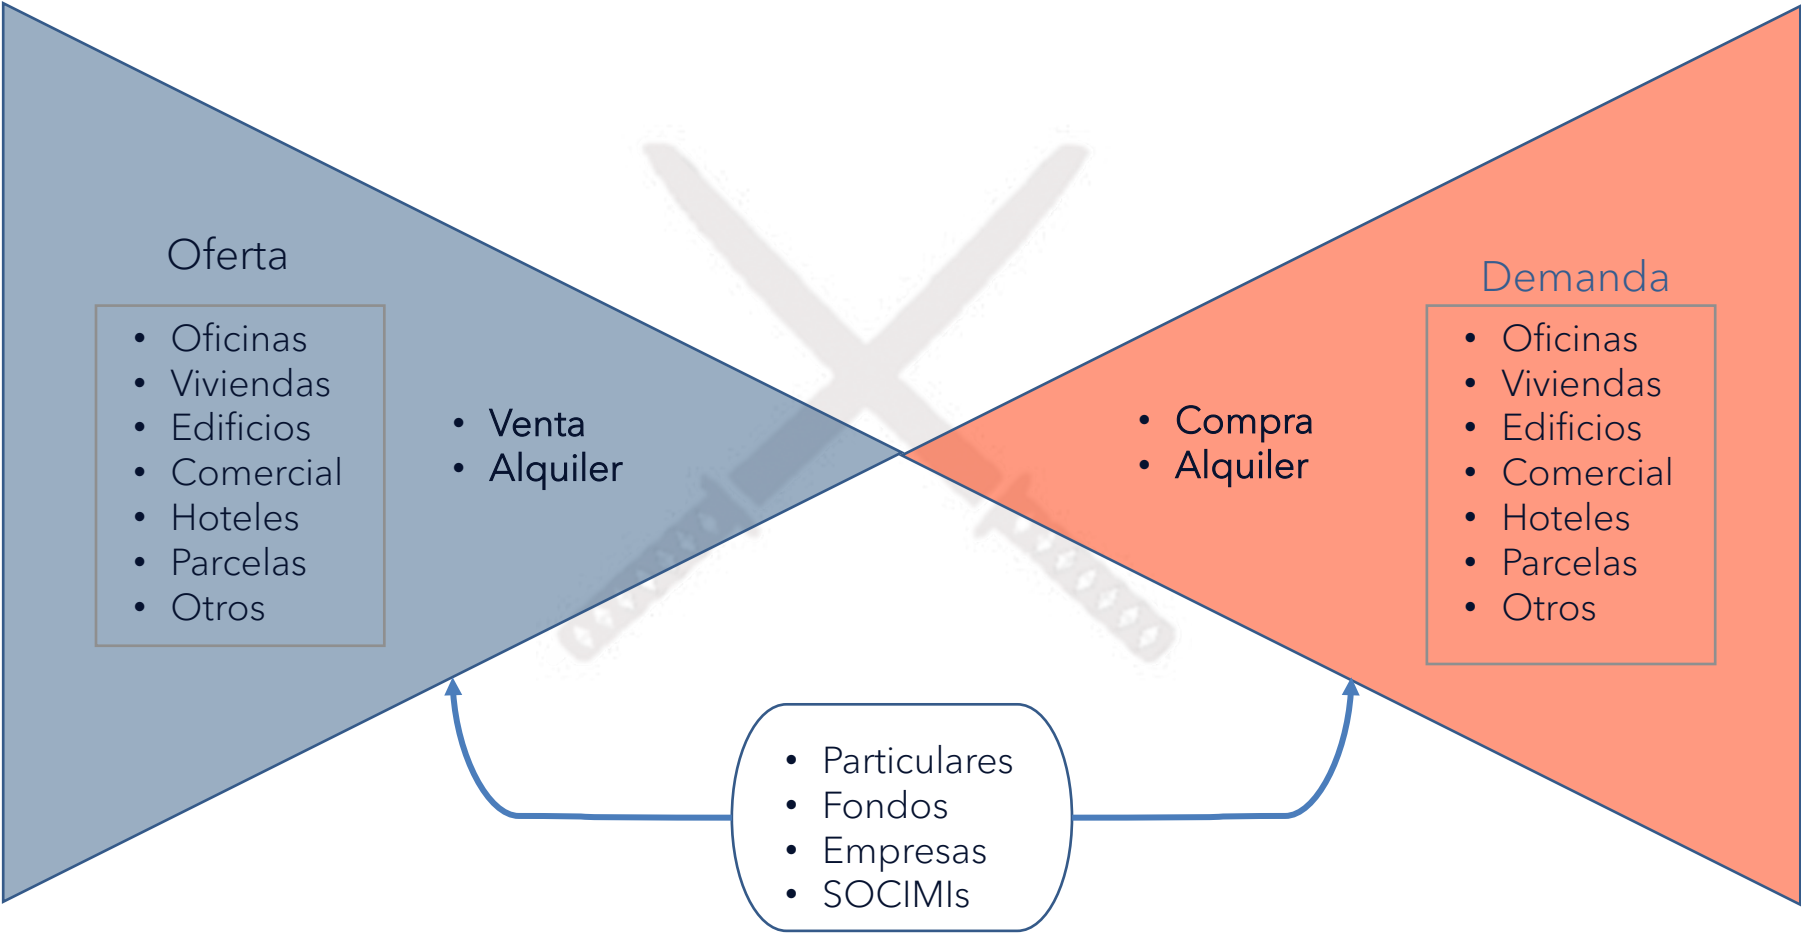 Oferta
• Oficinas
• Viviendas
• Edificios
• Comercial
• Hoteles
• Parcelas
• Otros
• Venta
• Alquiler
• Compra
• Alquiler
Demanda
• Oficinas
• Viviendas
• Edificios
• Comercial
• Hoteles
• Parcelas
• Otros
• Particulares
• Fondos
• Empresas
• SOCIMIs